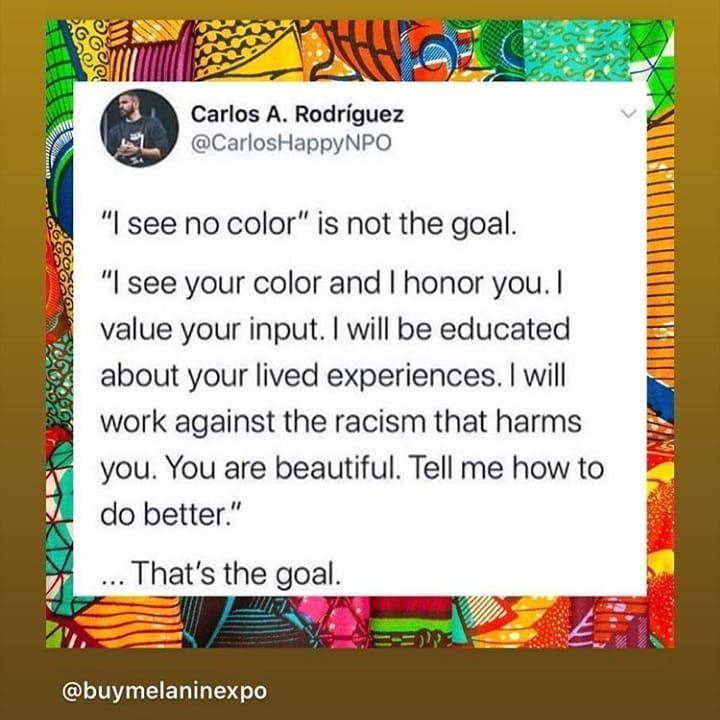 Carlos A. Rodríguez
@CarlosHappyNPO
"I see no color" is not the goal.
"I see your color and I honor you. I
value your input. I will be educated
about your lived experiences. I will
work against the racism that harms
you. You are beautiful. Tell me how to
do better."
... That's the goal.
@buymelaninexpo